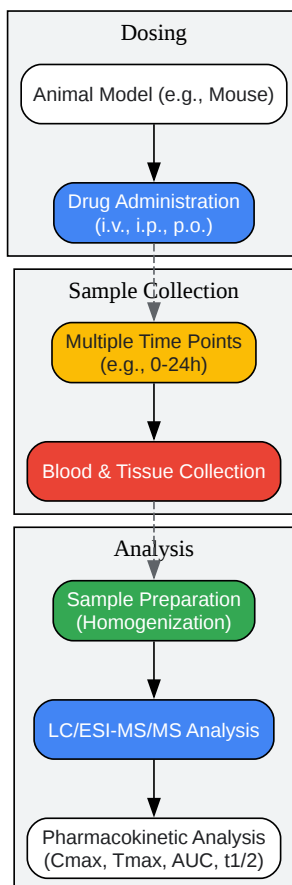 Dosing
Animal Model (e.g., Mouse)
Drug Administration
(i.v., i.p., p.o.)
Sample Collection
Multiple Time Points
(e.g., 0-24h)
Blood & Tissue Collection
Analysis
Sample Preparation
(Homogenization)
LC/ESI-MS/MS Analysis
Pharmacokinetic Analysis
(Cmax, Tmax, AUC, t1/2)